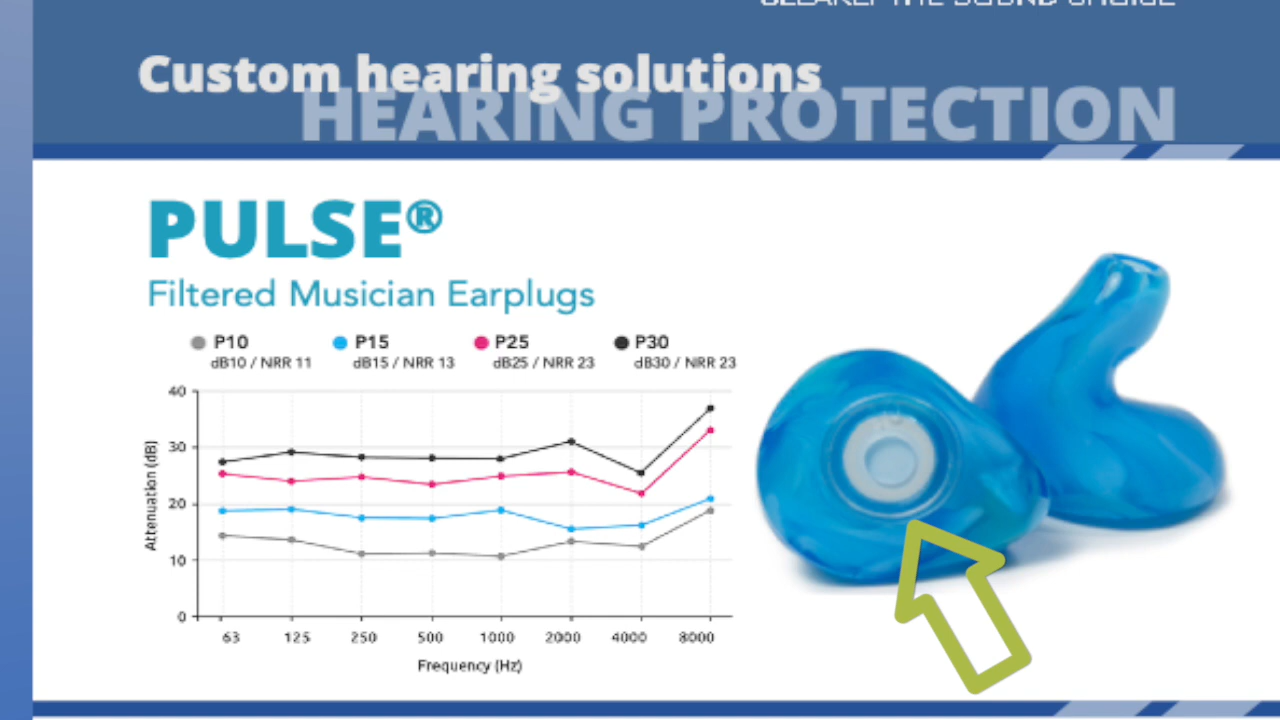 Custom hearing solutions
HEARING PROTECTION
PULSE®
Filtered Musician Earplugs
P10 P15 P25 P30
dB10 / NRR 11 dB15 / NRR 13 dB25 / NRR 23 dB30 / NRR 23
40
30
20
10
0
Attenuation (dB)
63 125 250 500 1000 2000 4000 8000
Frequency (Hz)